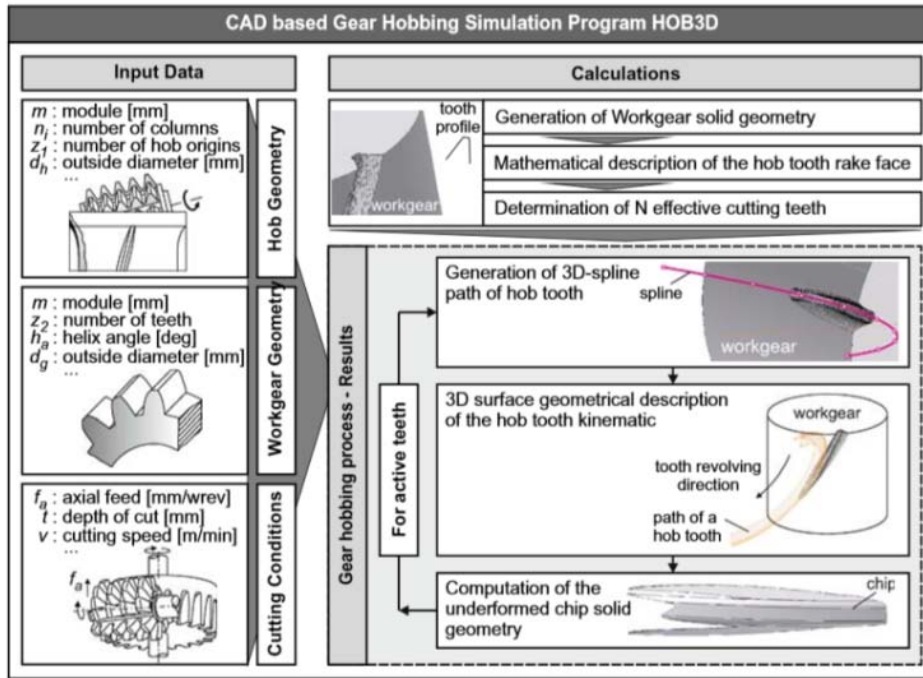 CAD based Gear Hobbing Simulation Program HOB3D
Input Data
m : module [mm]
n_i : number of columns
z_1 : number of hob origins
d_h : outside diameter [mm]
...
Hob Geometry
m : module [mm]
z_2 : number of teeth
h_a : helix angle [deg]
d_g : outside diameter [mm]
...
Workgear Geometry
f_a : axial feed [mm/wrev]
t : depth of cut [mm]
v : cutting speed [m/min]
...
f_a
Cutting Conditions
Calculations
tooth
profile
workgear
Generation of Workgear solid geometry
Mathematical description of the hob tooth rake face
Determination of N effective cutting teeth
Gear hobbing process - Results
For active teeth
Generation of 3D-spline
path of hob tooth
spline
workgear
3D surface geometrical description
of the hob tooth kinematic
workgear
tooth revolving
direction
path of a
hob tooth
Computation of the
underformed chip solid
geometry
chip